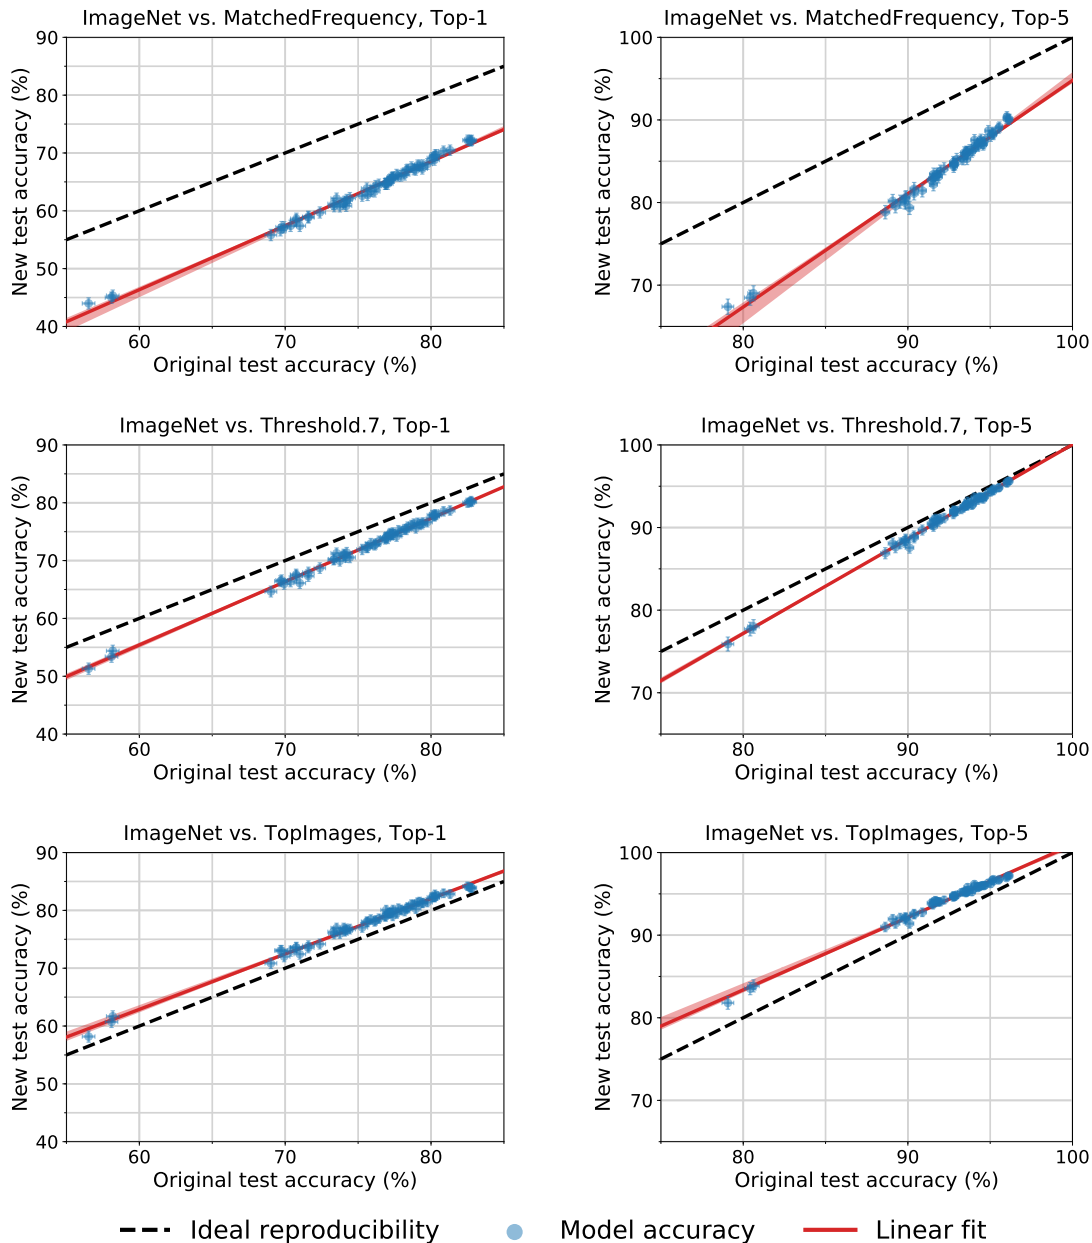 ImageNet vs. MatchedFrequency, Top-1
New test accuracy (%)
90
80
70
60
50
40
60
70
80
Original test accuracy (%)
ImageNet vs. MatchedFrequency, Top-5
New test accuracy (%)
100
90
80
70
80
90
100
Original test accuracy (%)
ImageNet vs. Threshold.7, Top-1
New test accuracy (%)
90
80
70
60
50
40
60
70
80
Original test accuracy (%)
ImageNet vs. Threshold.7, Top-5
New test accuracy (%)
100
90
80
70
80
90
100
Original test accuracy (%)
ImageNet vs. TopImages, Top-1
New test accuracy (%)
90
80
70
60
50
40
60
70
80
Original test accuracy (%)
ImageNet vs. TopImages, Top-5
New test accuracy (%)
100
90
80
70
80
90
100
Original test accuracy (%)
Ideal reproducibility
Model accuracy
Linear fit